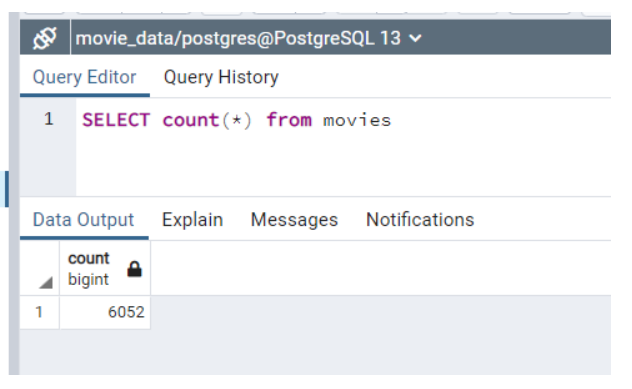 movie_data/postgres@PostgreSQL 13
Query Editor Query History
1 SELECT count(*) from movies
Data Output Explain Messages Notifications
count
bigint
1 6052